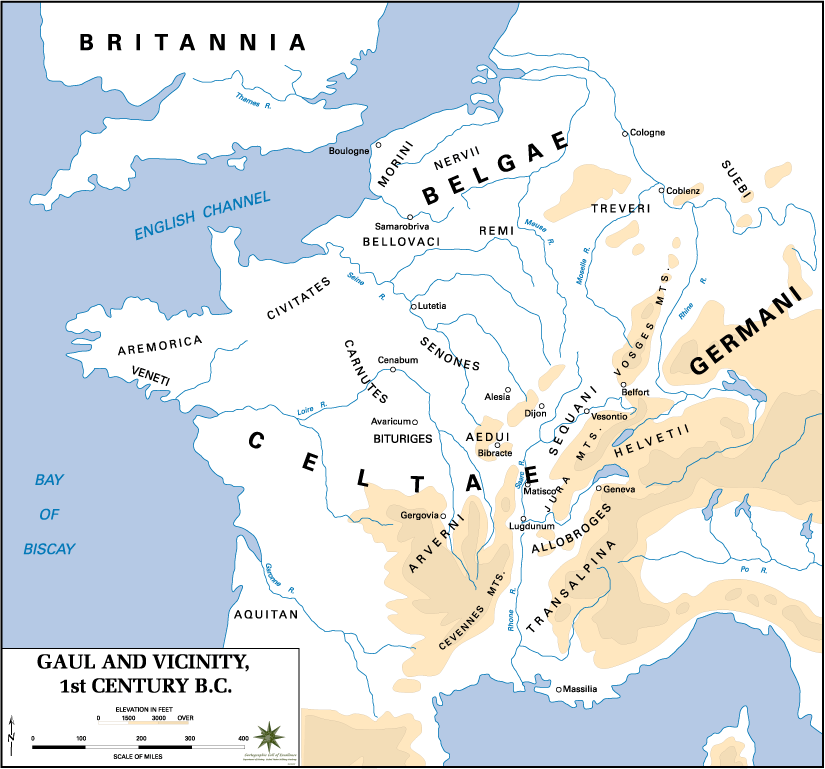 BRITANNIA
Thames R.
Cologne
Boulogne
MORINI
NERVII
BELGAE
SUEBI
Coblenz
TREVERI
ENGLISH CHANNEL
Samarobriva
BELLOVACI
REMI
Meuse R.
Moselle R.
Seine R.
Rhine R.
VOSGES MTS.
GERMANI
CIVITATES
Lutetia
AREMORICA
VENETI
CARNUTES
SENONES
Cenabum
Alesia
Dijon
Belfort
Loire R.
Avaricum
BITURIGES
AEDUI
Bibracte
SEQUANI
Vesontio
HELVETII
CELTAE
JURA MTS.
Saone R.
Matisco
Geneva
BAY
OF
BISCAY
Gergovia
ARVERNI
Lugdunum
ALLOBROGES
TRANSALPINA
Po R.
Garonne R.
CEVENNES MTS.
Rhone R.
AQUITAN
Massilia
GAUL AND VICINITY,
1st CENTURY B.C.
ELEVATION IN FEET
0 1500 3000 OVER
0 100 200 300 400
SCALE OF MILES
N